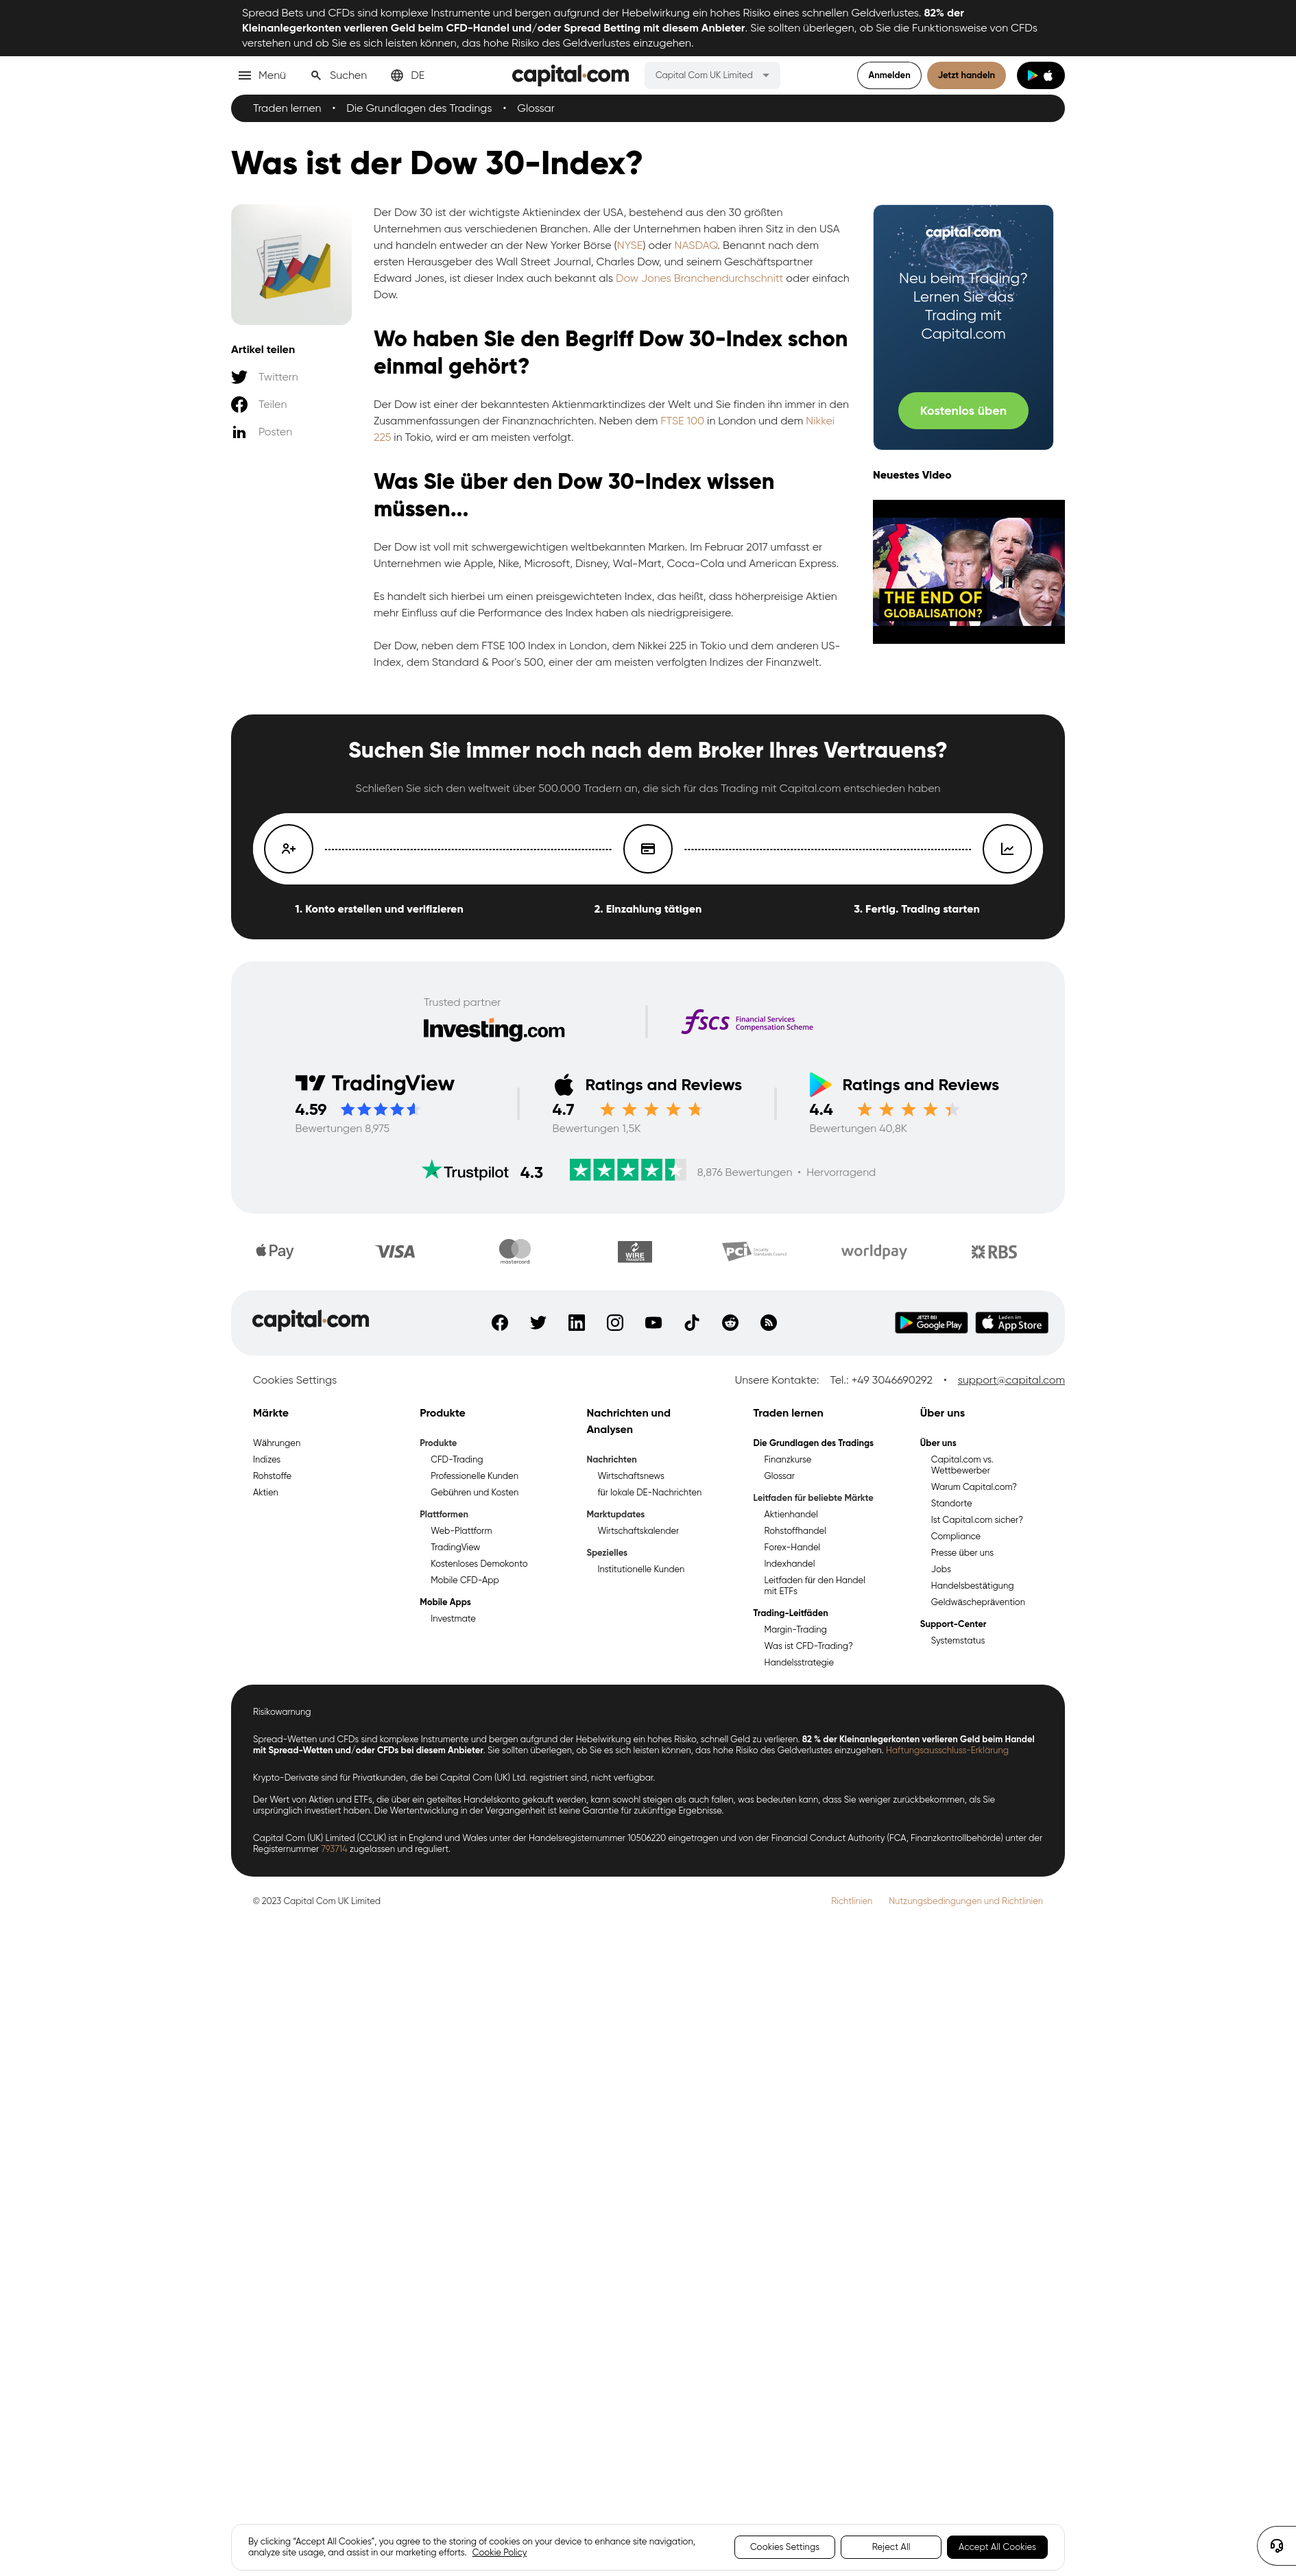 Spread Bets und CFDs sind komplexe Instrumente und bergen aufgrund der Hebelwirkung ein hohes Risiko eines schnellen Geldverlustes. 82% der
Kleinanlegerkonten verlieren Geld beim CFD-Handel und/oder Spread Betting mit diesem Anbieter. Sie sollten überlegen, ob Sie die Funktionsweise von CFDs
verstehen und ob Sie es sich leisten können, das hohe Risiko des Geldverlustes einzugehen.
Menü Suchen DE capital.com Capital Com UK Limited Anmelden Jetzt handeln
Traden lernen • Die Grundlagen des Tradings • Glossar
Was ist der Dow 30-Index?
Der Dow 30 ist der wichtigste Aktienindex der USA, bestehend aus den 30 größten
Unternehmen aus verschiedenen Branchen. Alle der Unternehmen haben ihren Sitz in den USA
und handeln entweder an der New Yorker Börse (NYSE) oder NASDAQ. Benannt nach dem
ersten Herausgeber des Wall Street Journal, Charles Dow, und seinem Geschäftspartner
Edward Jones, ist dieser Index auch bekannt als Dow Jones Branchendurchschnitt oder einfach
Dow.
Artikel teilen
Twittern
Teilen
Posten
Wo haben Sie den Begriff Dow 30-Index schon
einmal gehört?
Der Dow ist einer der bekanntesten Aktienmarktindizes der Welt und Sie finden ihn immer in den
Zusammenfassungen der Finanznachrichten. Neben dem FTSE 100 in London und dem Nikkei
225 in Tokio, wird er am meisten verfolgt.
Was Sie über den Dow 30-Index wissen
müssen...
Der Dow ist voll mit schwergewichtigen weltbekannten Marken. Im Februar 2017 umfasst er
Unternehmen wie Apple, Nike, Microsoft, Disney, Wal-Mart, Coca-Cola und American Express.
Es handelt sich hierbei um einen preisgewichteten Index, das heißt, dass höherpreisige Aktien
mehr Einfluss auf die Performance des Index haben als niedrigpreisigere.
Der Dow, neben dem FTSE 100 Index in London, dem Nikkei 225 in Tokio und dem anderen US-
Index, dem Standard & Poor's 500, einer der am meisten verfolgten Indizes der Finanzwelt.
capital.com
Neu beim Trading?
Lernen Sie das
Trading mit
Capital.com
Kostenlos üben
Neuestes Video
THE END OF
GLOBALISATION?
Suchen Sie immer noch nach dem Broker Ihres Vertrauens?
Schließen Sie sich den weltweit über 500.000 Tradern an, die sich für das Trading mit Capital.com entschieden haben
1. Konto erstellen und verifizieren
2. Einzahlung tätigen
3. Fertig. Trading starten
Trusted partner
Investing.com
fscs Financial Services
Compensation Scheme
TradingView
4.59
Bewertungen 8,975
Ratings and Reviews
4.7
Bewertungen 1,5K
Ratings and Reviews
4.4
Bewertungen 40,8K
Trustpilot 4.3 8,876 Bewertungen • Hervorragend
Pay VISA mastercard WIRE TRANSFER PCI Security Standards Council worldpay RBS
capital.com
JETZT BEI Google Play
Laden im App Store
Cookies Settings
Unsere Kontakte: Tel.: +49 3046690292 • support@capital.com
Märkte
Währungen
Indizes
Rohstoffe
Aktien
Produkte
Produkte
CFD-Trading
Professionelle Kunden
Gebühren und Kosten
Plattformen
Web-Plattform
TradingView
Kostenloses Demokonto
Mobile CFD-App
Mobile Apps
Investmate
Nachrichten und
Analysen
Nachrichten
Wirtschaftsnews
für lokale DE-Nachrichten
Marktupdates
Wirtschaftskalender
Spezielles
Institutionelle Kunden
Traden lernen
Die Grundlagen des Tradings
Finanzkurse
Glossar
Leitfaden für beliebte Märkte
Aktienhandel
Rohstoffhandel
Forex-Handel
Indexhandel
Leitfaden für den Handel
mit ETFs
Trading-Leitfäden
Margin-Trading
Was ist CFD-Trading?
Handelsstrategie
Über uns
Über uns
Capital.com vs.
Wettbewerber
Warum Capital.com?
Standorte
Ist Capital.com sicher?
Compliance
Presse über uns
Jobs
Handelsbestätigung
Geldwäscheprävention
Support-Center
Systemstatus
Risikowarnung
Spread-Wetten und CFDs sind komplexe Instrumente und bergen aufgrund der Hebelwirkung ein hohes Risiko, schnell Geld zu verlieren. 82 % der Kleinanlegerkonten verlieren Geld beim Handel
mit Spread-Wetten und/oder CFDs bei diesem Anbieter. Sie sollten überlegen, ob Sie es sich leisten können, das hohe Risiko des Geldverlustes einzugehen. Haftungsausschluss-Erklärung
Krypto-Derivate sind für Privatkunden, die bei Capital Com (UK) Ltd. registriert sind, nicht verfügbar.
Der Wert von Aktien und ETFs, die über ein geteiltes Handelskonto gekauft werden, kann sowohl steigen als auch fallen, was bedeuten kann, dass Sie weniger zurückbekommen, als Sie
ursprünglich investiert haben. Die Wertentwicklung in der Vergangenheit ist keine Garantie für zukünftige Ergebnisse.
Capital Com (UK) Limited (CCUK) ist in England und Wales unter der Handelsregisternummer 10506220 eingetragen und von der Financial Conduct Authority (FCA, Finanzkontrollbehörde) unter der
Registernummer 793714 zugelassen und reguliert.
© 2023 Capital Com UK Limited
Richtlinien Nutzungsbedingungen und Richtlinien
By clicking “Accept All Cookies”, you agree to the storing of cookies on your device to enhance site navigation,
analyze site usage, and assist in our marketing efforts. Cookie Policy
Cookies Settings
Reject All
Accept All Cookies